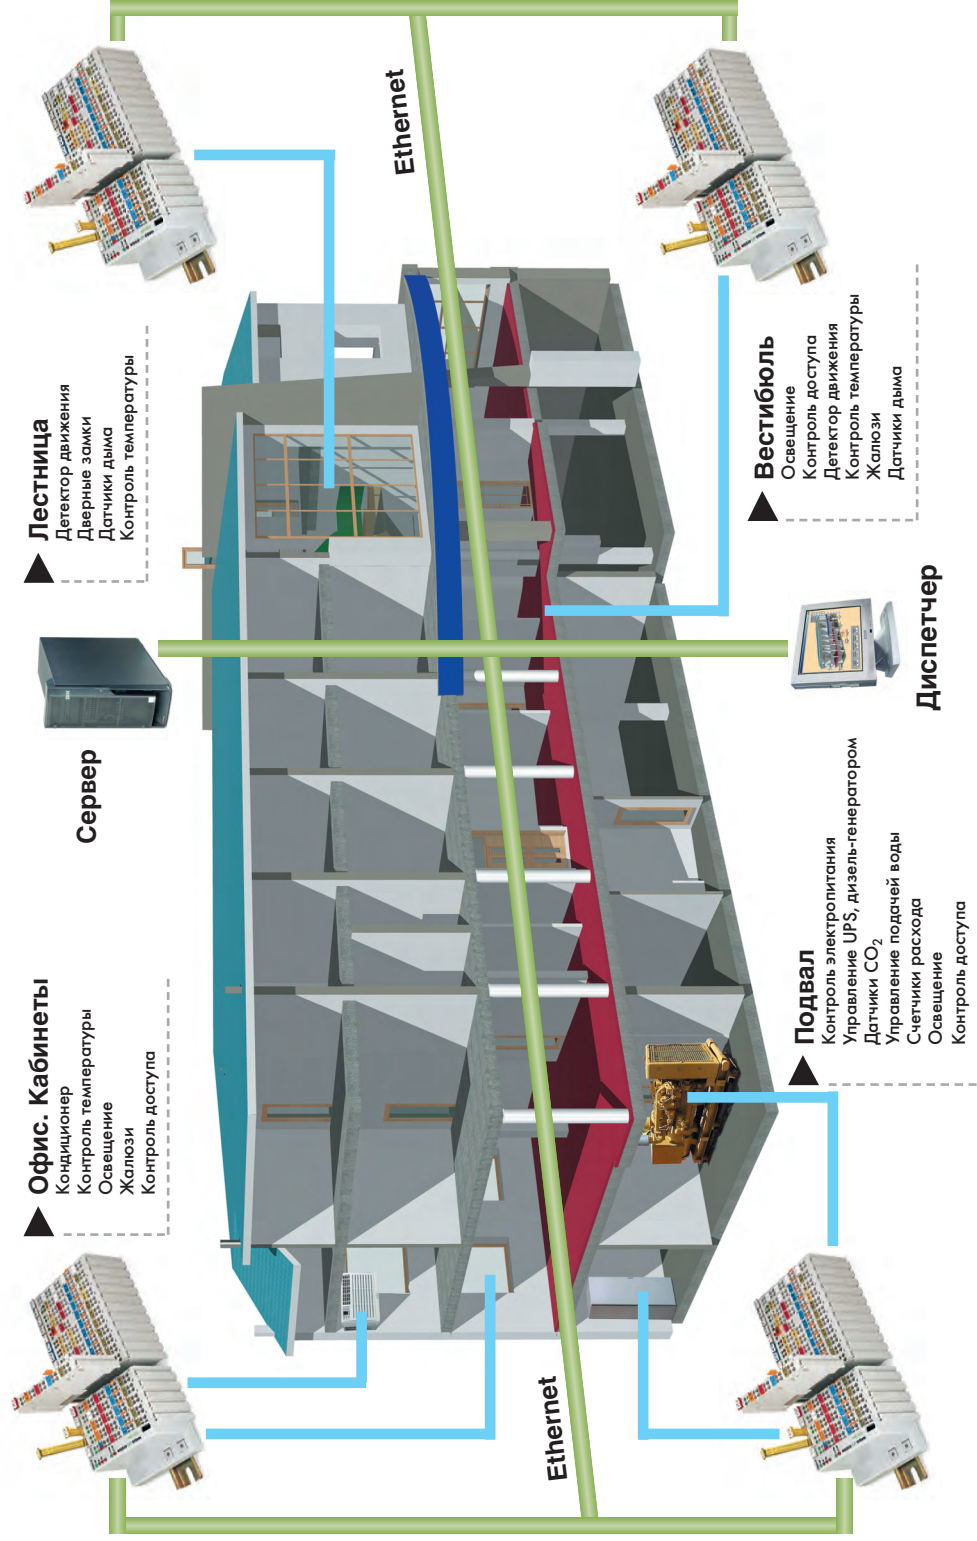 Офис. Кабинеты
Кондиционер
Контроль температуры
Освещение
Жалюзи
Контроль доступа
Сервер
Лестница
Детектор движения
Дверные замки
Датчики дыма
Контроль температуры
Ethernet
Ethernet
Подвал
Контроль электропитания
Управление UPS, дизель-генератором
Датчики CO₂
Управление подачей воды
Счетчики расхода
Освещение
Контроль доступа
Диспетчер
Вестибюль
Освещение
Контроль доступа
Детектор движения
Контроль температуры
Жалюзи
Датчики дыма